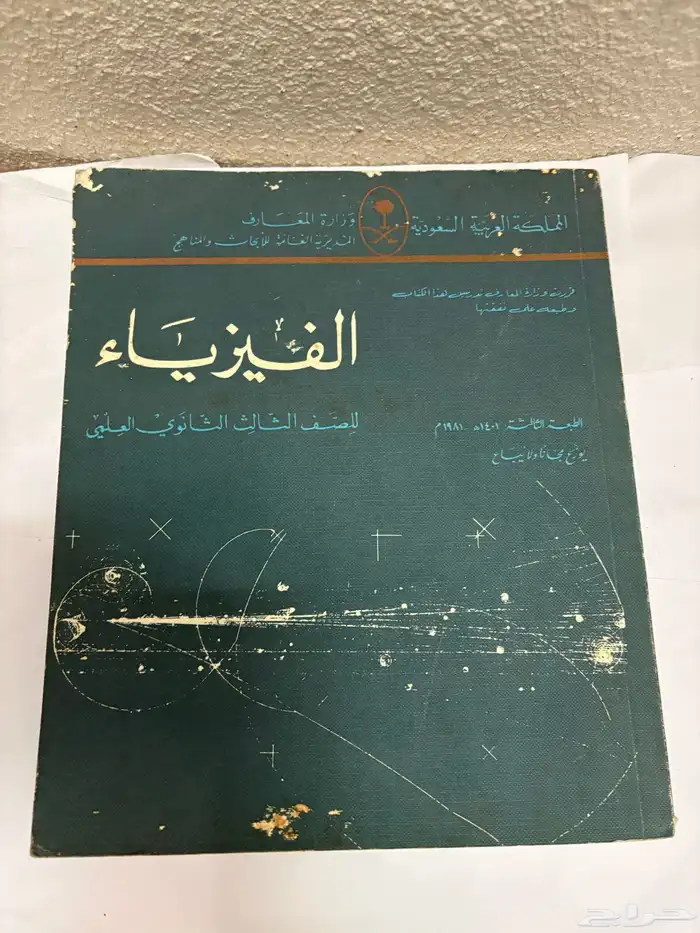 المملكة العربية السعودية
وزارة المعارف
المديرية العامة للأبحاث والمناهج
قررت وزارة المعارف تدريس هذا الكتاب
وطبعه على نفقتها
الفيزياء
للصف الثالث الثانوي العلمي
الطبعة الثالثة ١٤٠١هـ ـ ١٩٨١م
يوزع مجانا ولا يباع
حراج